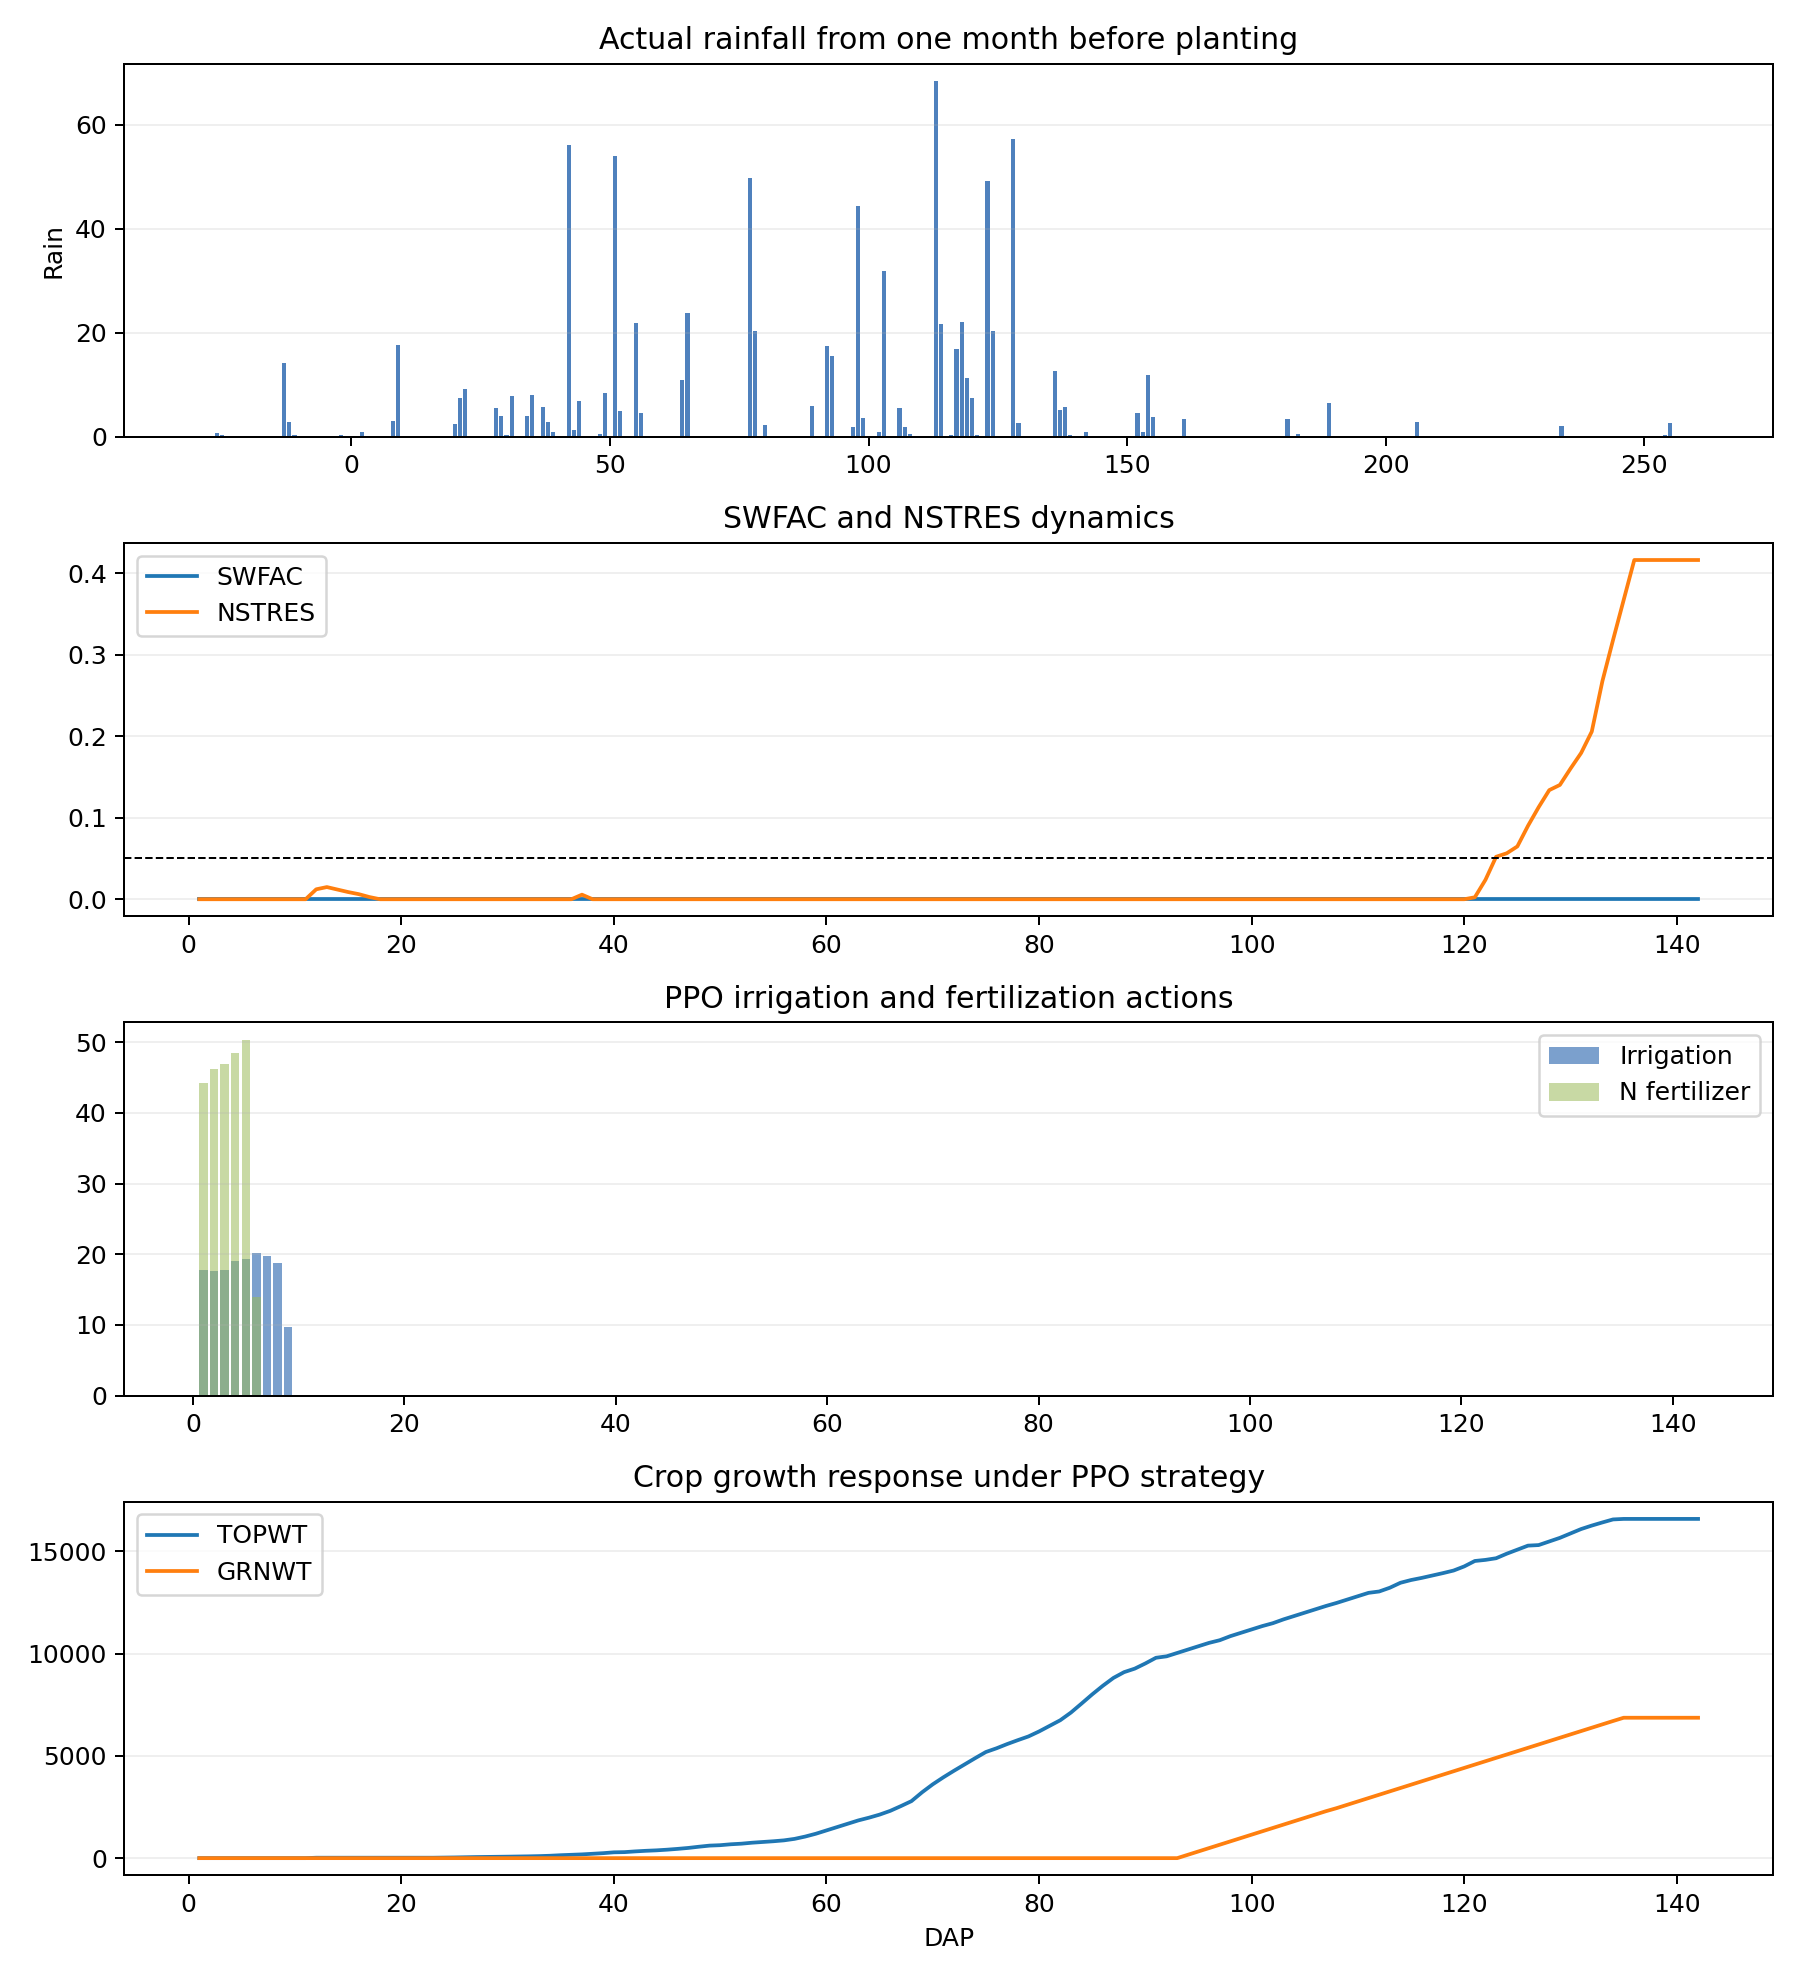 Actual rainfall from one month before planting
Rain
60
40
20
0
0 50 100 150 200 250
SWFAC and NSTRES dynamics
SWFAC
NSTRES
0.4
0.3
0.2
0.1
0.0
0 20 40 60 80 100 120 140
PPO irrigation and fertilization actions
Irrigation
N fertilizer
50
40
30
20
10
0
0 20 40 60 80 100 120 140
Crop growth response under PPO strategy
TOPWT
GRNWT
15000
10000
5000
0
0 20 40 60 80 100 120 140
DAP